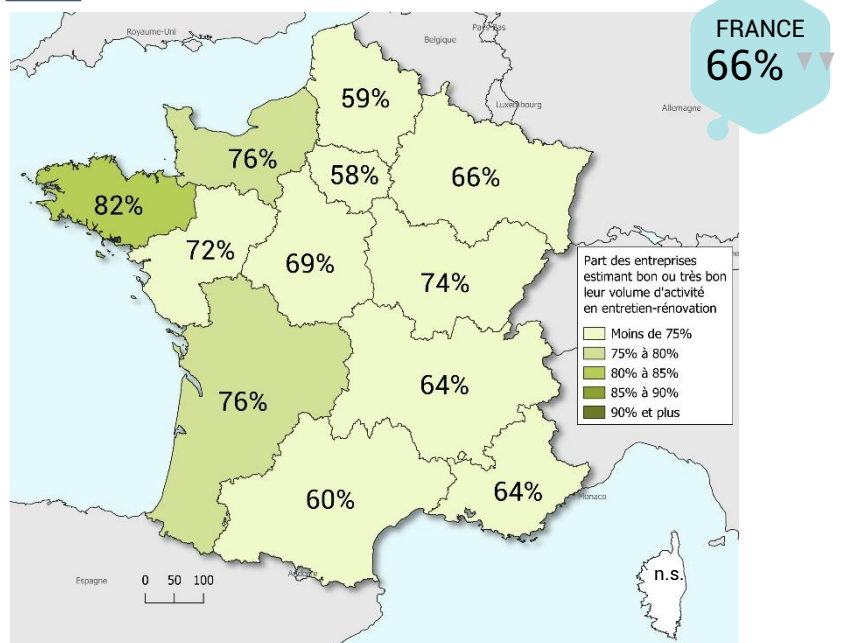 FRANCE
66%
Royaume-Uni
Belgique
Pays-Bas
Luxembourg
Allemagne
59%
76%
58%
66%
82%
72%
69%
74%
Part des entreprises
estimant bon ou très bon
leur volume d'activité
en entretien-rénovation
Moins de 75%
75% à 80%
80% à 85%
85% à 90%
90% et plus
64%
76%
60%
64%
Monaco
Espagne
0 50 100
Andorre
n.s.